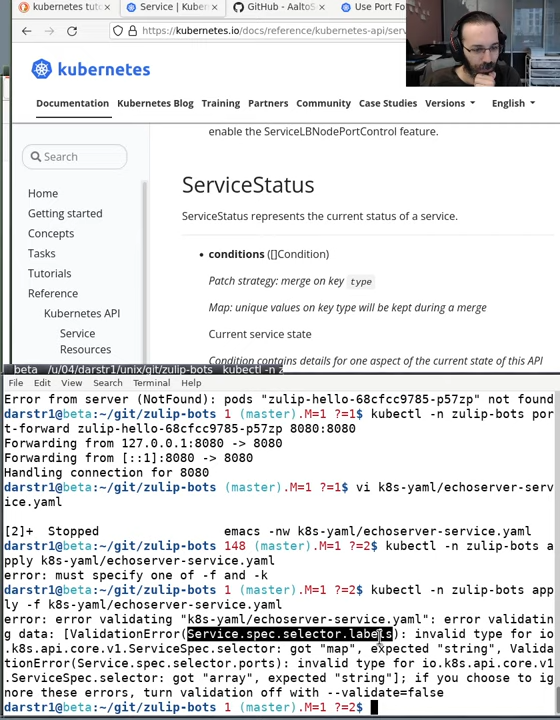 kubernetes tuto
Service | Kuber
GitHub - AaltoS
Use Port Fo
https://kubernetes.io/docs/reference/kubernetes-api/serv
kubernetes
Documentation Kubernetes Blog Training Partners Community Case Studies Versions English
enable the ServiceLBNodePortControl feature.
Search
Home
Getting started
Concepts
Tasks
Tutorials
Reference
Kubernetes API
Service
Resources
ServiceStatus
ServiceStatus represents the current status of a service.
• conditions ([]Condition)
Patch strategy: merge on key type
Map: unique values on key type will be kept during a merge
Current service state
Condition contains details for one aspect of the current state of this API
beta /u/04/darstr1/unix/git/zulip-bots kubectl -n z
File Edit View Search Terminal Help
Error from server (NotFound): pods "zulip-hello-68cfcc9785-p57zp" not found
darstr1@beta:~/git/zulip-bots 1 (master).M=1 ?=1$ kubectl -n zulip-bots por
t-forward zulip-hello-68cfcc9785-p57zp 8080:8080
Forwarding from 127.0.0.1:8080 -> 8080
Forwarding from [::1]:8080 -> 8080
Handling connection for 8080
darstr1@beta:~/git/zulip-bots 1 (master).M=1 ?=1$ vi k8s-yaml/echoserver-serv
ice.yaml
[2]+ Stopped emacs -nw k8s-yaml/echoserver-service.yaml
darstr1@beta:~/git/zulip-bots 148 (master).M=1 ?=2$ kubectl -n zulip-bots a
pply k8s-yaml/echoserver-service.yaml
error: must specify one of -f and -k
darstr1@beta:~/git/zulip-bots 1 (master).M=1 ?=2$ kubectl -n zulip-bots app
ly -f k8s-yaml/echoserver-service.yaml
error: error validating "k8s-yaml/echoserver-service.yaml": error validatin
g data: [ValidationError(Service.spec.selector.labels): invalid type for io
.k8s.api.core.v1.ServiceSpec.selector: got "map", expected "string", Valida
tionError(Service.spec.selector.ports): invalid type for io.k8s.api.core.v1
.ServiceSpec.selector: got "array", expected "string"]; if you choose to ig
nore these errors, turn validation off with --validate=false
darstr1@beta:~/git/zulip-bots 1 (master).M=1 ?=2$